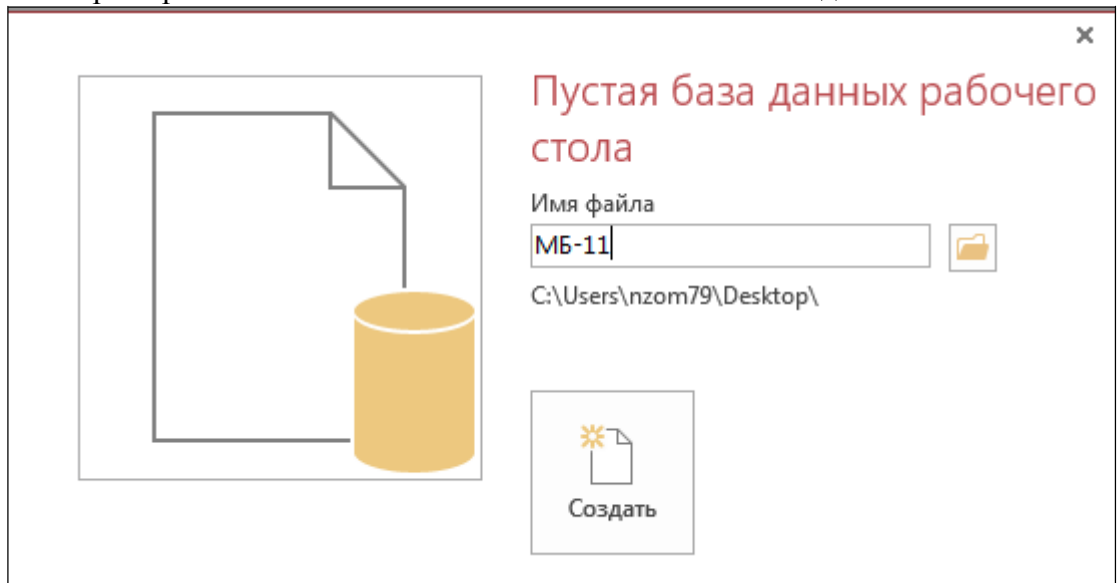 Пустая база данных рабочего
стола
Имя файла
МБ-11
C:\Users\nzom79\Desktop\
Создать